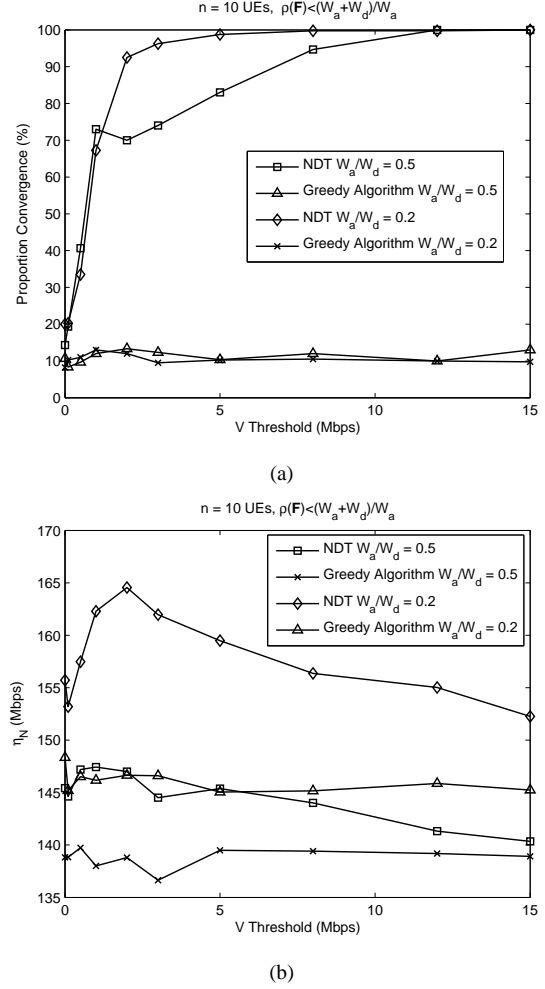 n = 10 UEs, ρ(F)<(W_a+W_d)/W_a
100
90
80
70
60
50
40
30
20
10
0
Proportion Convergence (%)
NDT W_a/W_d = 0.5
Greedy Algorithm W_a/W_d = 0.5
NDT W_a/W_d = 0.2
Greedy Algorithm W_a/W_d = 0.2
0 5 10 15
V Threshold (Mbps)
(a)
n = 10 UEs, ρ(F)<(W_a+W_d)/W_a
170
165
160
155
150
145
140
135
η_N (Mbps)
NDT W_a/W_d = 0.5
Greedy Algorithm W_a/W_d = 0.5
NDT W_a/W_d = 0.2
Greedy Algorithm W_a/W_d = 0.2
0 5 10 15
V Threshold (Mbps)
(b)